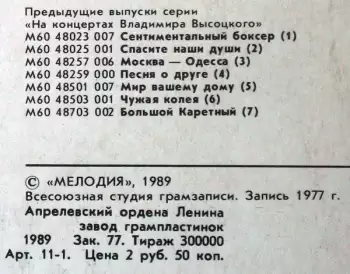 Предыдущие выпуски серии
«На концертах Владимира Высоцкого»
М60 48023 007 Сентиментальный боксер (1)
М60 48025 001 Спасите наши души (2)
М60 48257 006 Москва — Одесса (3)
М60 48259 000 Песня о друге (4)
М60 48501 007 Мир вашему дому (5)
М60 48503 001 Чужая колея (6)
М60 48703 002 Большой Каретный (7)
© «МЕЛОДИЯ», 1989
Всесоюзная студия грамзаписи. Запись 1977 г.
Апрелевский ордена Ленина
завод грампластинок
1989 Зак. 77. Тираж 300000
Арт. 11-1. Цена 2 руб. 50 коп.